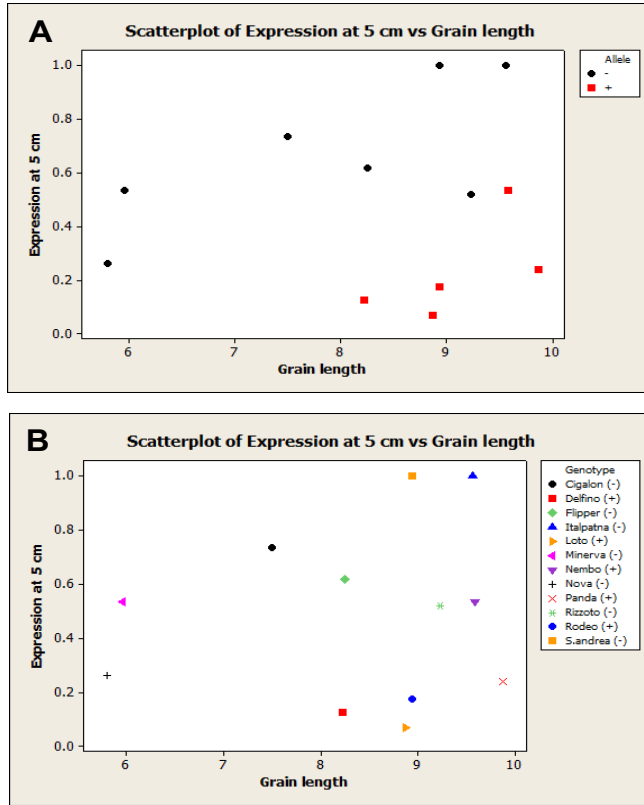 A
Scatterplot of Expression at 5 cm vs Grain length
Allele
-
+
1.0
0.8
0.6
0.4
0.2
0.0
Expression at 5 cm
6 7 8 9 10
Grain length
B
Scatterplot of Expression at 5 cm vs Grain length
Genotype
Cigalon (-)
Delfino (+)
Flipper (-)
Italpatna (-)
Loto (+)
Minerva (-)
Nembo (+)
Nova (-)
Panda (+)
Rizzoto (-)
Rodeo (+)
S.andrea (-)
1.0
0.8
0.6
0.4
0.2
0.0
Expression at 5 cm
6 7 8 9 10
Grain length